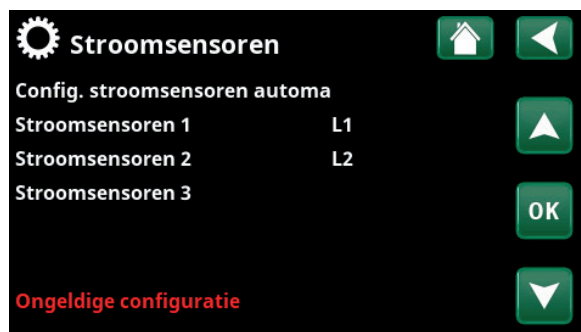 Stroomsensoren
Config. stroomsensoren automa
Stroomsensoren 1 L1
Stroomsensoren 2 L2
Stroomsensoren 3
OK
Ongeldige configuratie